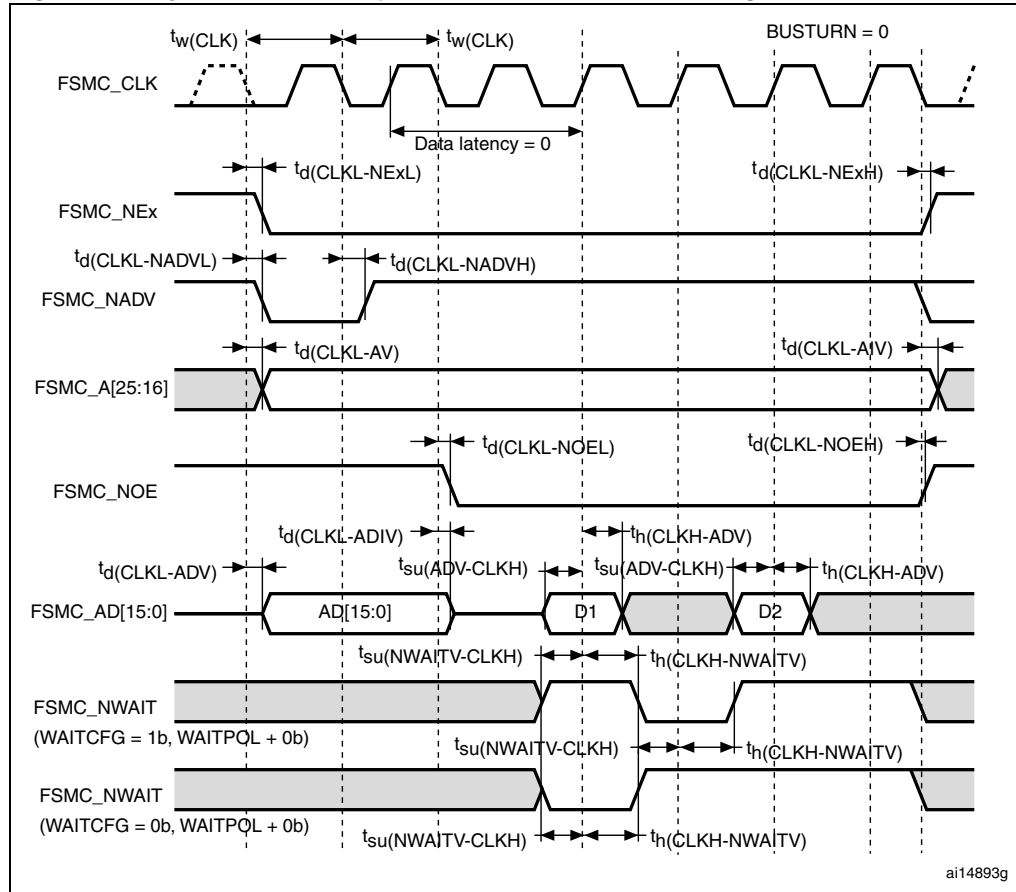 tw(CLK) tw(CLK) BUSTURN = 0
FSMC_CLK
Data latency = 0
td(CLKL-NExL) td(CLKL-NExH)
FSMC_NEx
td(CLKL-NADVL) td(CLKL-NADVH)
FSMC_NADV
td(CLKL-AV) td(CLKL-AIV)
FSMC_A[25:16]
td(CLKL-NOEL) td(CLKL-NOEH)
FSMC_NOE
td(CLKL-ADIV) th(CLKH-ADV)
td(CLKL-ADV) tsu(ADV-CLKH) tsu(ADV-CLKH) th(CLKH-ADV)
FSMC_AD[15:0] AD[15:0] D1 D2
tsu(NWAITV-CLKH) th(CLKH-NWAITV)
FSMC_NWAIT
(WAITCFG = 1b, WAITPOL + 0b)
tsu(NWAITV-CLKH) th(CLKH-NWAITV)
FSMC_NWAIT
(WAITCFG = 0b, WAITPOL + 0b)
tsu(NWAITV-CLKH) th(CLKH-NWAITV)
ai14893g